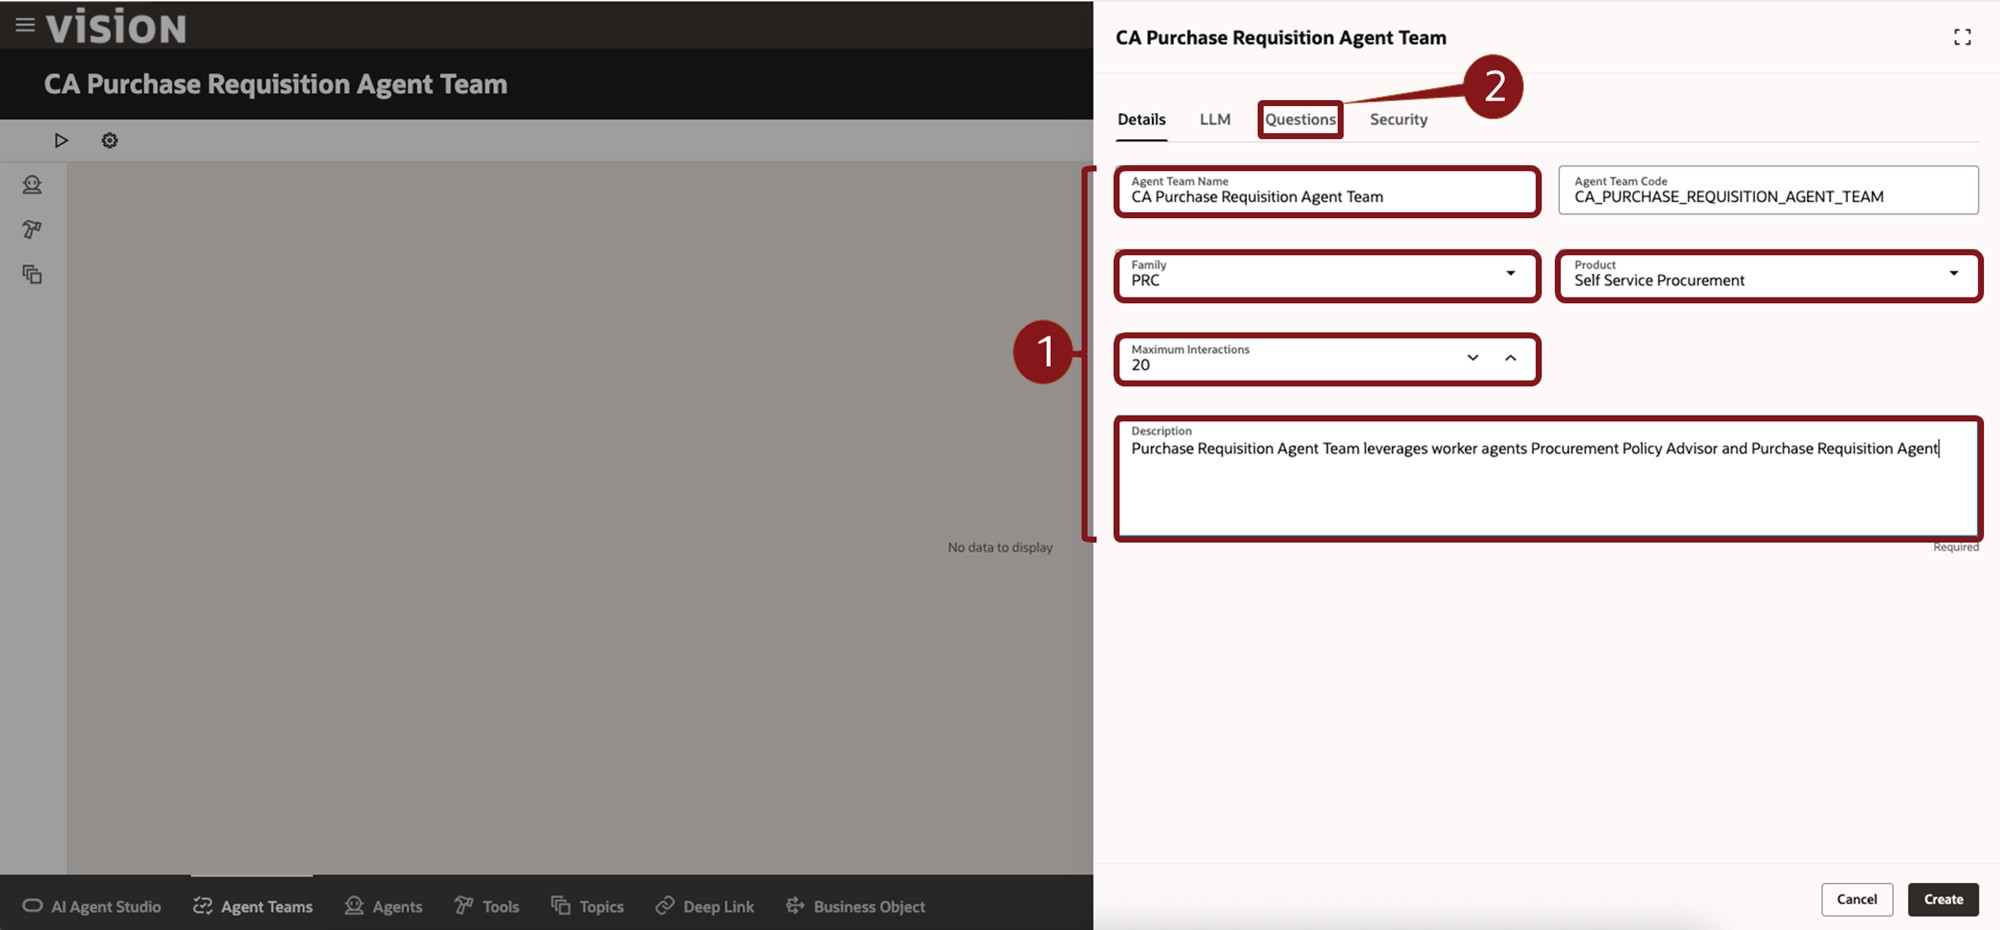 vision
CA Purchase Requisition Agent Team
No data to display
AI Agent Studio
Agent Teams
Agents
Tools
Topics
Deep Link
Business Object
CA Purchase Requisition Agent Team
2
Details
LLM
Questions
Security
1
Agent Team Name
CA Purchase Requisition Agent Team
Agent Team Code
CA_PURCHASE_REQUISITION_AGENT_TEAM
Family
PRC
Product
Self Service Procurement
Maximum Interactions
20
Description
Purchase Requisition Agent Team leverages worker agents Procurement Policy Advisor and Purchase Requisition Agent
Required
Cancel
Create